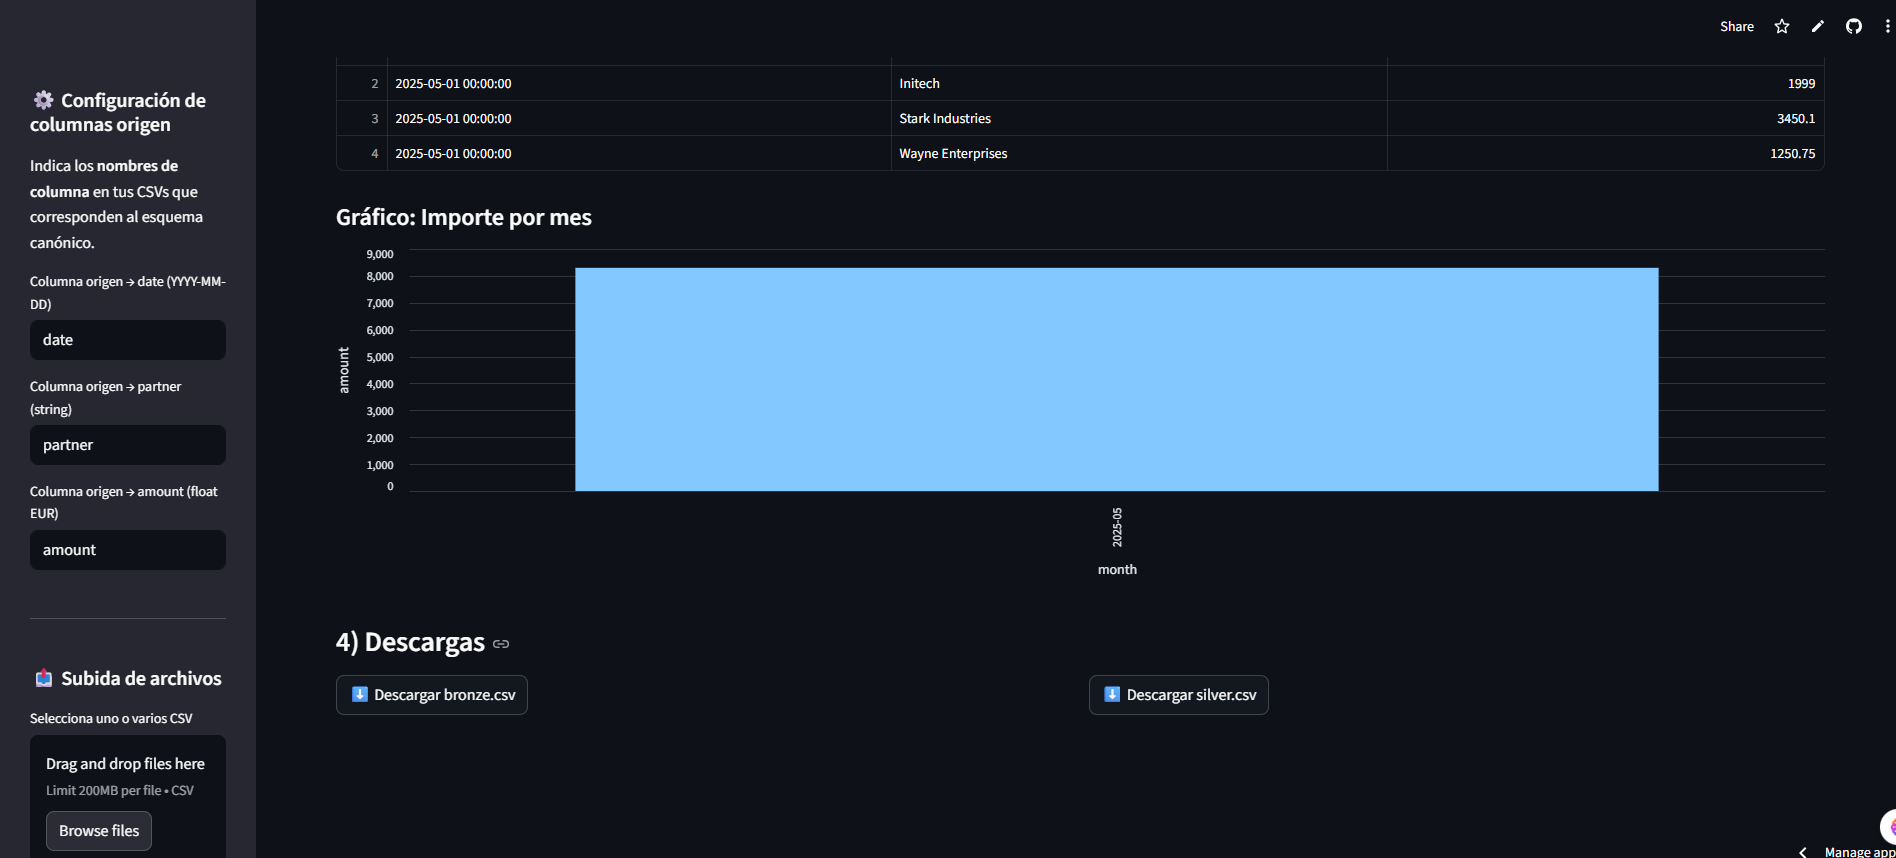 Share
⚙️ Configuración de
columnas origen
Indica los nombres de
columna en tus CSVs que
corresponden al esquema
canónico.
Columna origen → date (YYYY-MM-
DD)
date
Columna origen → partner
(string)
partner
Columna origen → amount (float
EUR)
amount
📤 Subida de archivos
Selecciona uno o varios CSV
Drag and drop files here
Limit 200MB per file • CSV
Browse files
2 2025-05-01 00:00:00 Initech 1999
3 2025-05-01 00:00:00 Stark Industries 3450.1
4 2025-05-01 00:00:00 Wayne Enterprises 1250.75
Gráfico: Importe por mes
9,000
8,000
7,000
6,000
5,000
4,000
3,000
2,000
1,000
0
amount
2025-05
month
4) Descargas
⬇️ Descargar bronze.csv
⬇️ Descargar silver.csv
Manage app